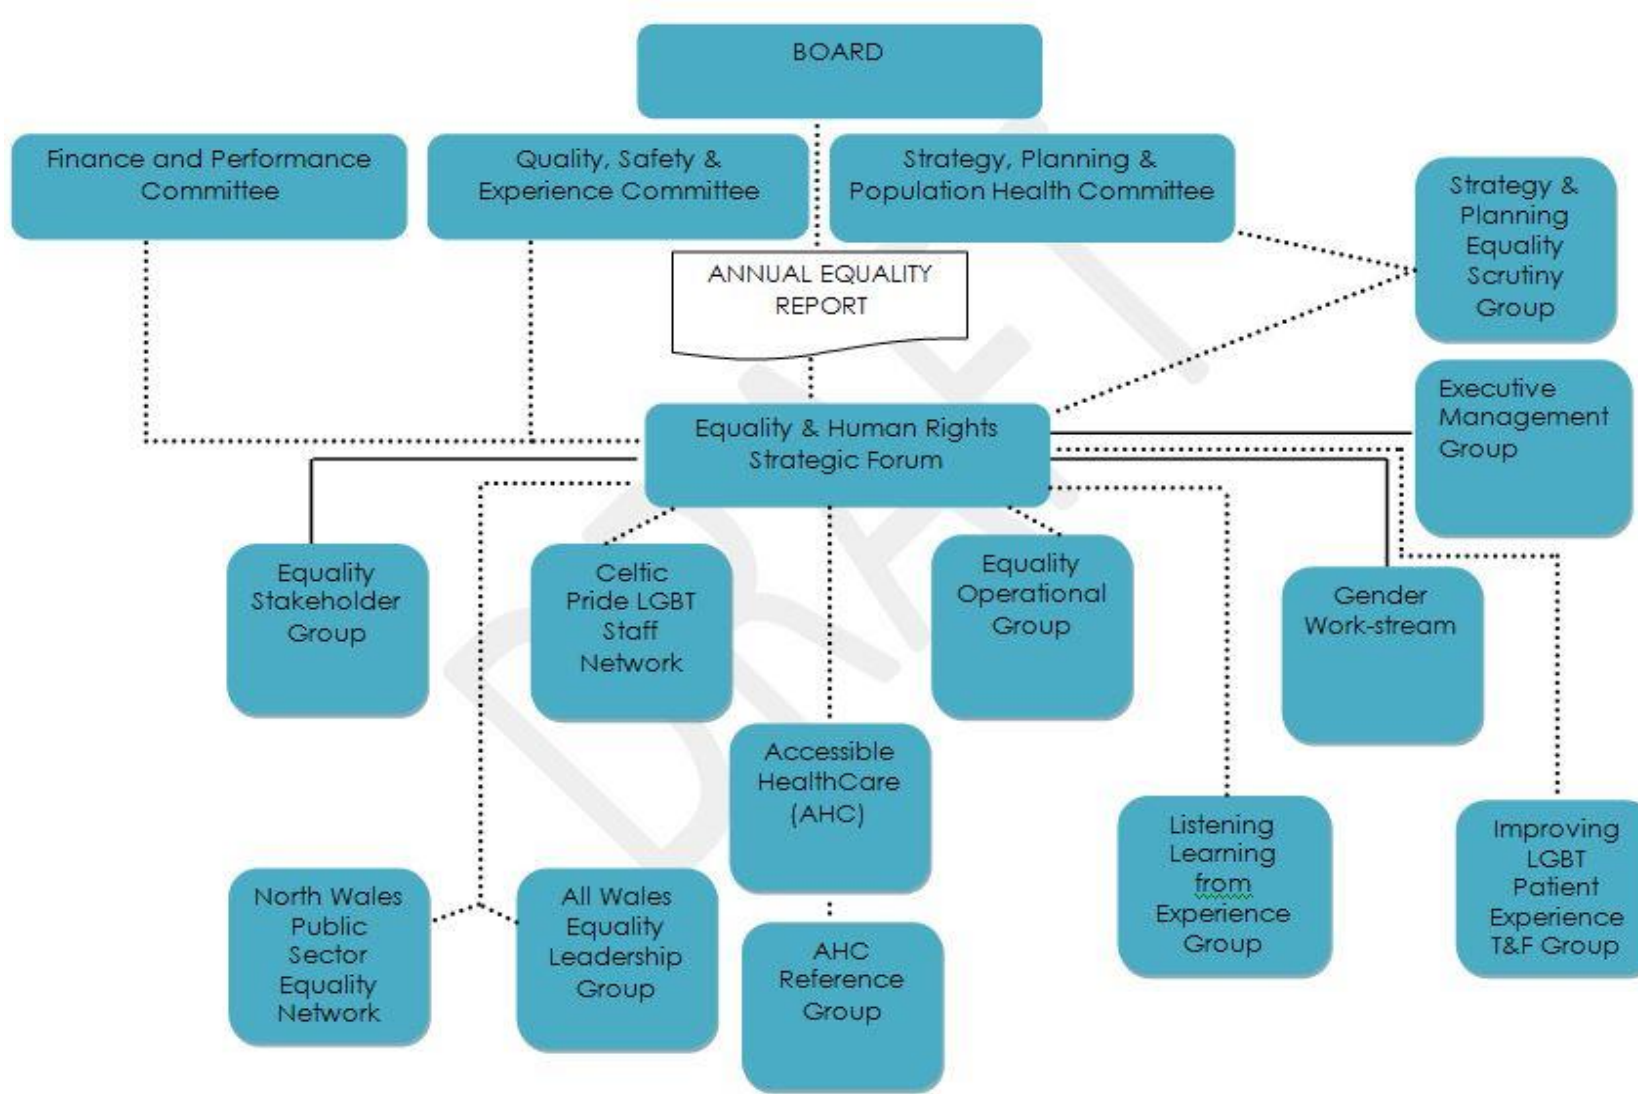 BOARD
Finance and Performance
Committee
Quality, Safety &
Experience Committee
Strategy, Planning &
Population Health Committee
Strategy &
Planning
Equality
Scrutiny
Group
ANNUAL EQUALITY
REPORT
Executive
Management
Group
Equality & Human Rights
Strategic Forum
Equality
Stakeholder
Group
Celtic
Pride LGBT
Staff
Network
Equality
Operational
Group
Gender
Work-stream
Accessible
HealthCare
(AHC)
Listening
Learning
from
Experience
Group
Improving
LGBT
Patient
Experience
T&F Group
North Wales
Public
Sector
Equality
Network
All Wales
Equality
Leadership
Group
AHC
Reference
Group
DRAFT